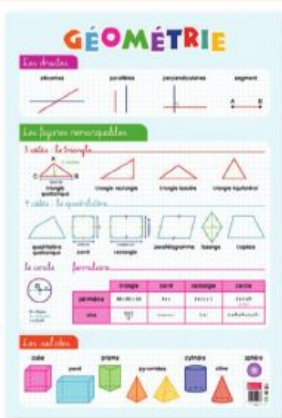 GÉOMÉTRIE
Les droites
sécantes parallèles perpendiculaires segment
A B
Les figures remarquables
3 côtés : le triangle
A
C B
triangle quelconque triangle rectangle triangle isocèle triangle équilatéral
4 côtés : le quadrilatère
quadrilatère quelconque carré rectangle parallélogramme losange trapèze
le cercle formulaire
triangle carré rectangle cercle
périmètre
aire
Les solides
cube pavé prisme pyramides cylindre cône sphère